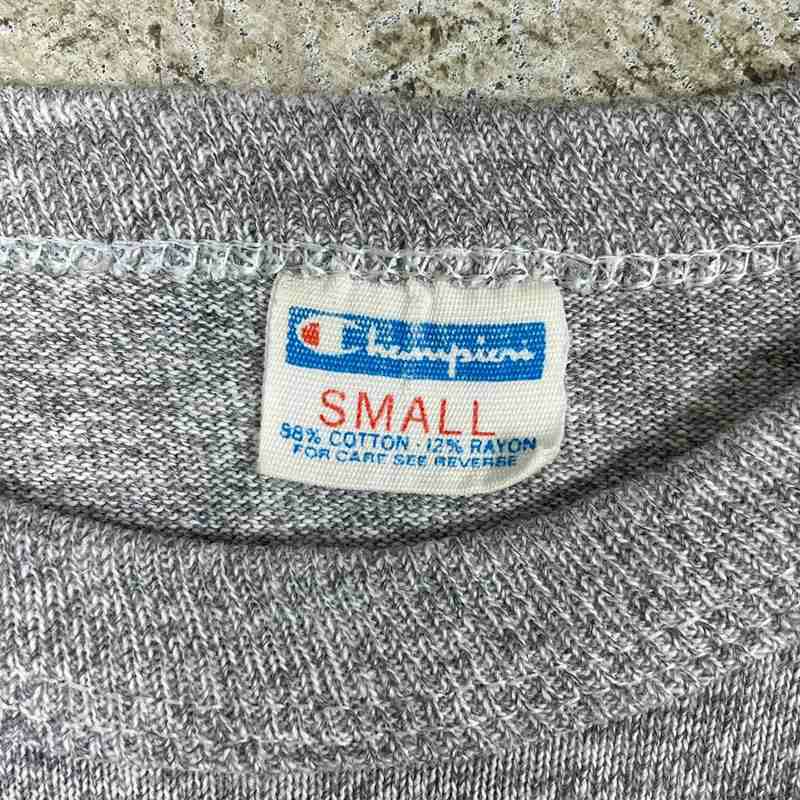 Champion
SMALL
88% COTTON · 12% RAYON
FOR CARE SEE REVERSE